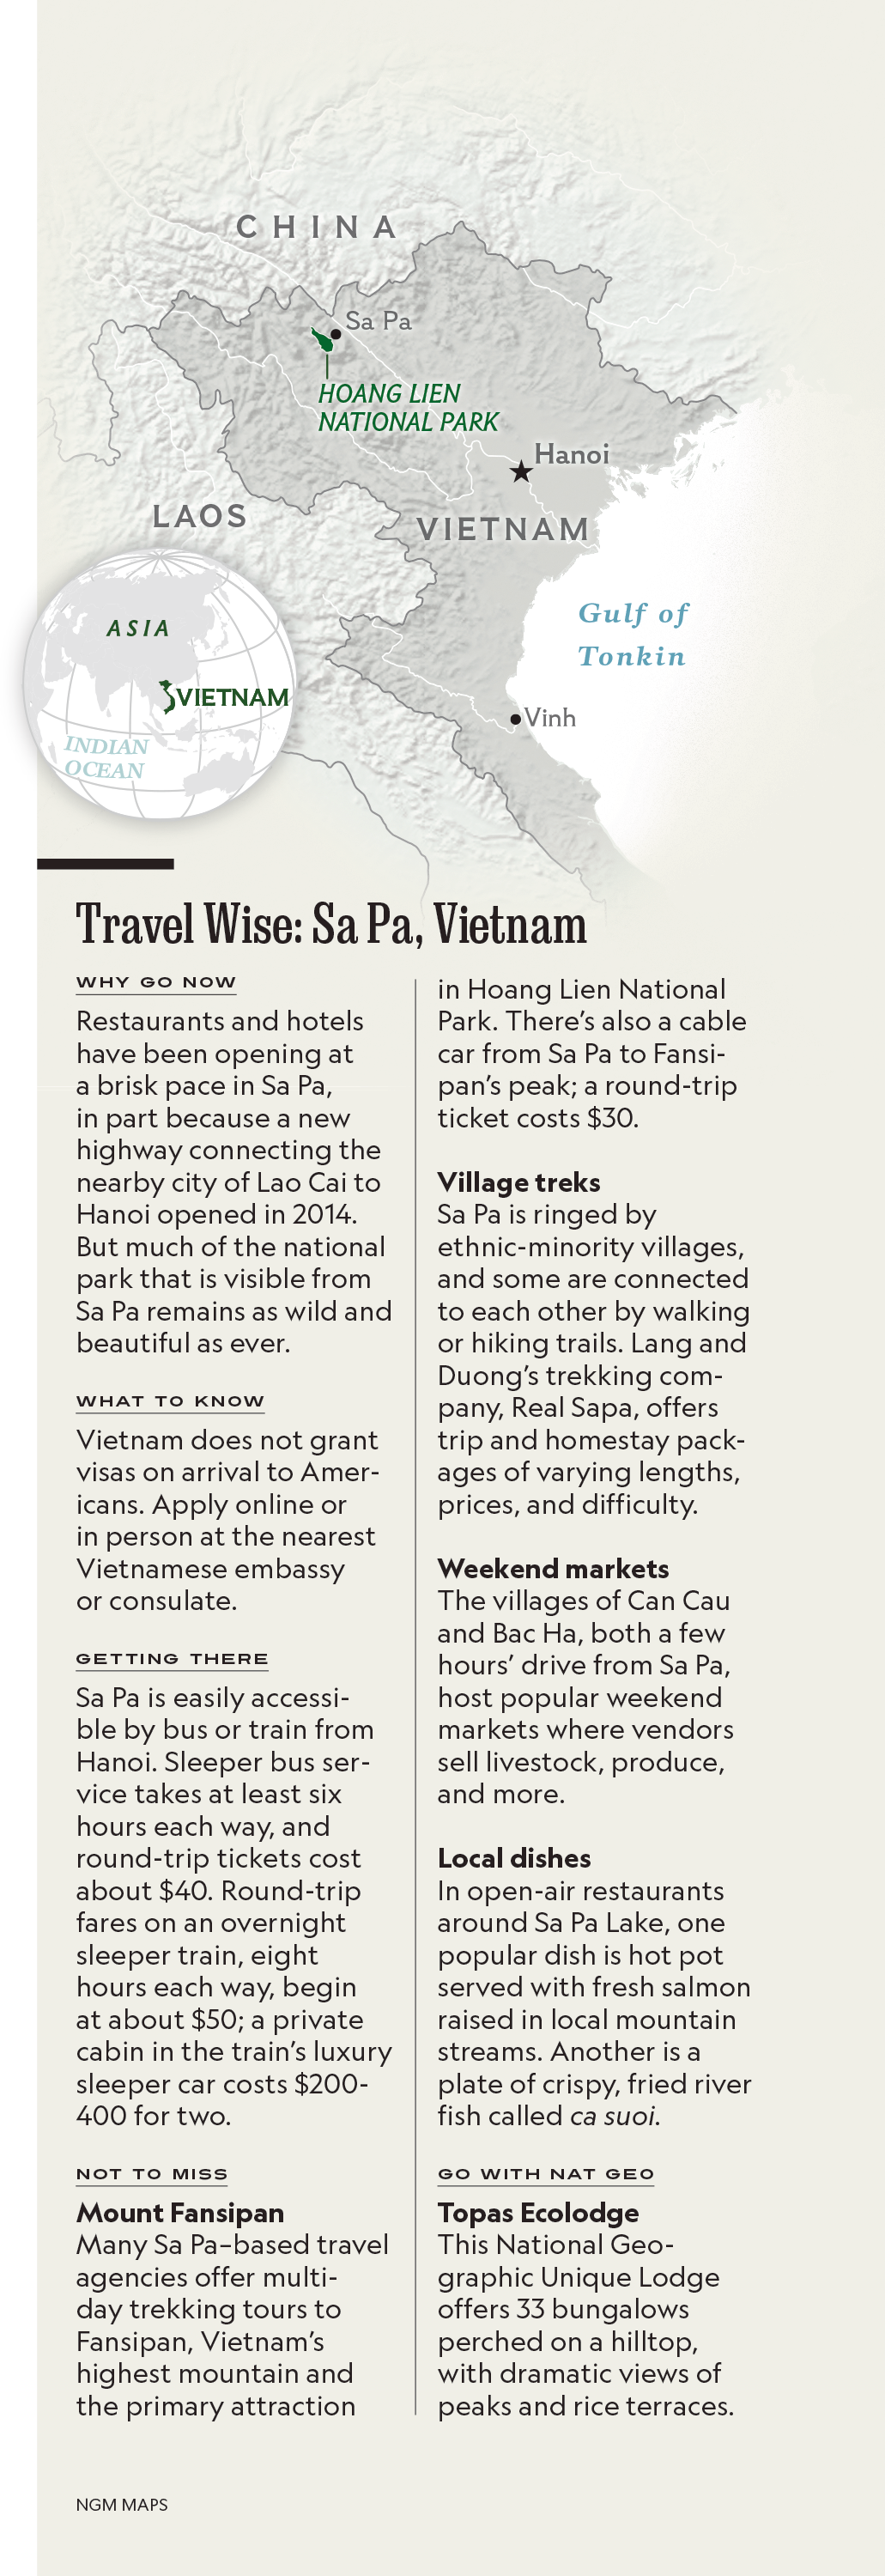 CHINA
Sa Pa
HOANG LIEN
NATIONAL PARK
Hanoi
LAOS
VIETNAM
Gulf of
Tonkin
ASIA
VIETNAM
Vinh
INDIAN
OCEAN
Travel Wise: Sa Pa, Vietnam
WHY GO NOW
Restaurants and hotels
have been opening at
a brisk pace in Sa Pa,
in part because a new
highway connecting the
nearby city of Lao Cai to
Hanoi opened in 2014.
But much of the national
park that is visible from
Sa Pa remains as wild and
beautiful as ever.
WHAT TO KNOW
Vietnam does not grant
visas on arrival to Amer-
icans. Apply online or
in person at the nearest
Vietnamese embassy
or consulate.
GETTING THERE
Sa Pa is easily accessi-
ble by bus or train from
Hanoi. Sleeper bus ser-
vice takes at least six
hours each way, and
round-trip tickets cost
about $40. Round-trip
fares on an overnight
sleeper train, eight
hours each way, begin
at about $50; a private
cabin in the train's luxury
sleeper car costs $200-
400 for two.
NOT TO MISS
Mount Fansipan
Many Sa Pa–based travel
agencies offer multi-
day trekking tours to
Fansipan, Vietnam's
highest mountain and
the primary attraction
in Hoang Lien National
Park. There's also a cable
car from Sa Pa to Fansi-
pan's peak; a round-trip
ticket costs $30.
Village treks
Sa Pa is ringed by
ethnic-minority villages,
and some are connected
to each other by walking
or hiking trails. Lang and
Duong's trekking com-
pany, Real Sapa, offers
trip and homestay pack-
ages of varying lengths,
prices, and difficulty.
Weekend markets
The villages of Can Cau
and Bac Ha, both a few
hours' drive from Sa Pa,
host popular weekend
markets where vendors
sell livestock, produce,
and more.
Local dishes
In open-air restaurants
around Sa Pa Lake, one
popular dish is hot pot
served with fresh salmon
raised in local mountain
streams. Another is a
plate of crispy, fried river
fish called ca suoi.
GO WITH NAT GEO
Topas Ecolodge
This National Geo-
graphic Unique Lodge
offers 33 bungalows
perched on a hilltop,
with dramatic views of
peaks and rice terraces.
NGM MAPS